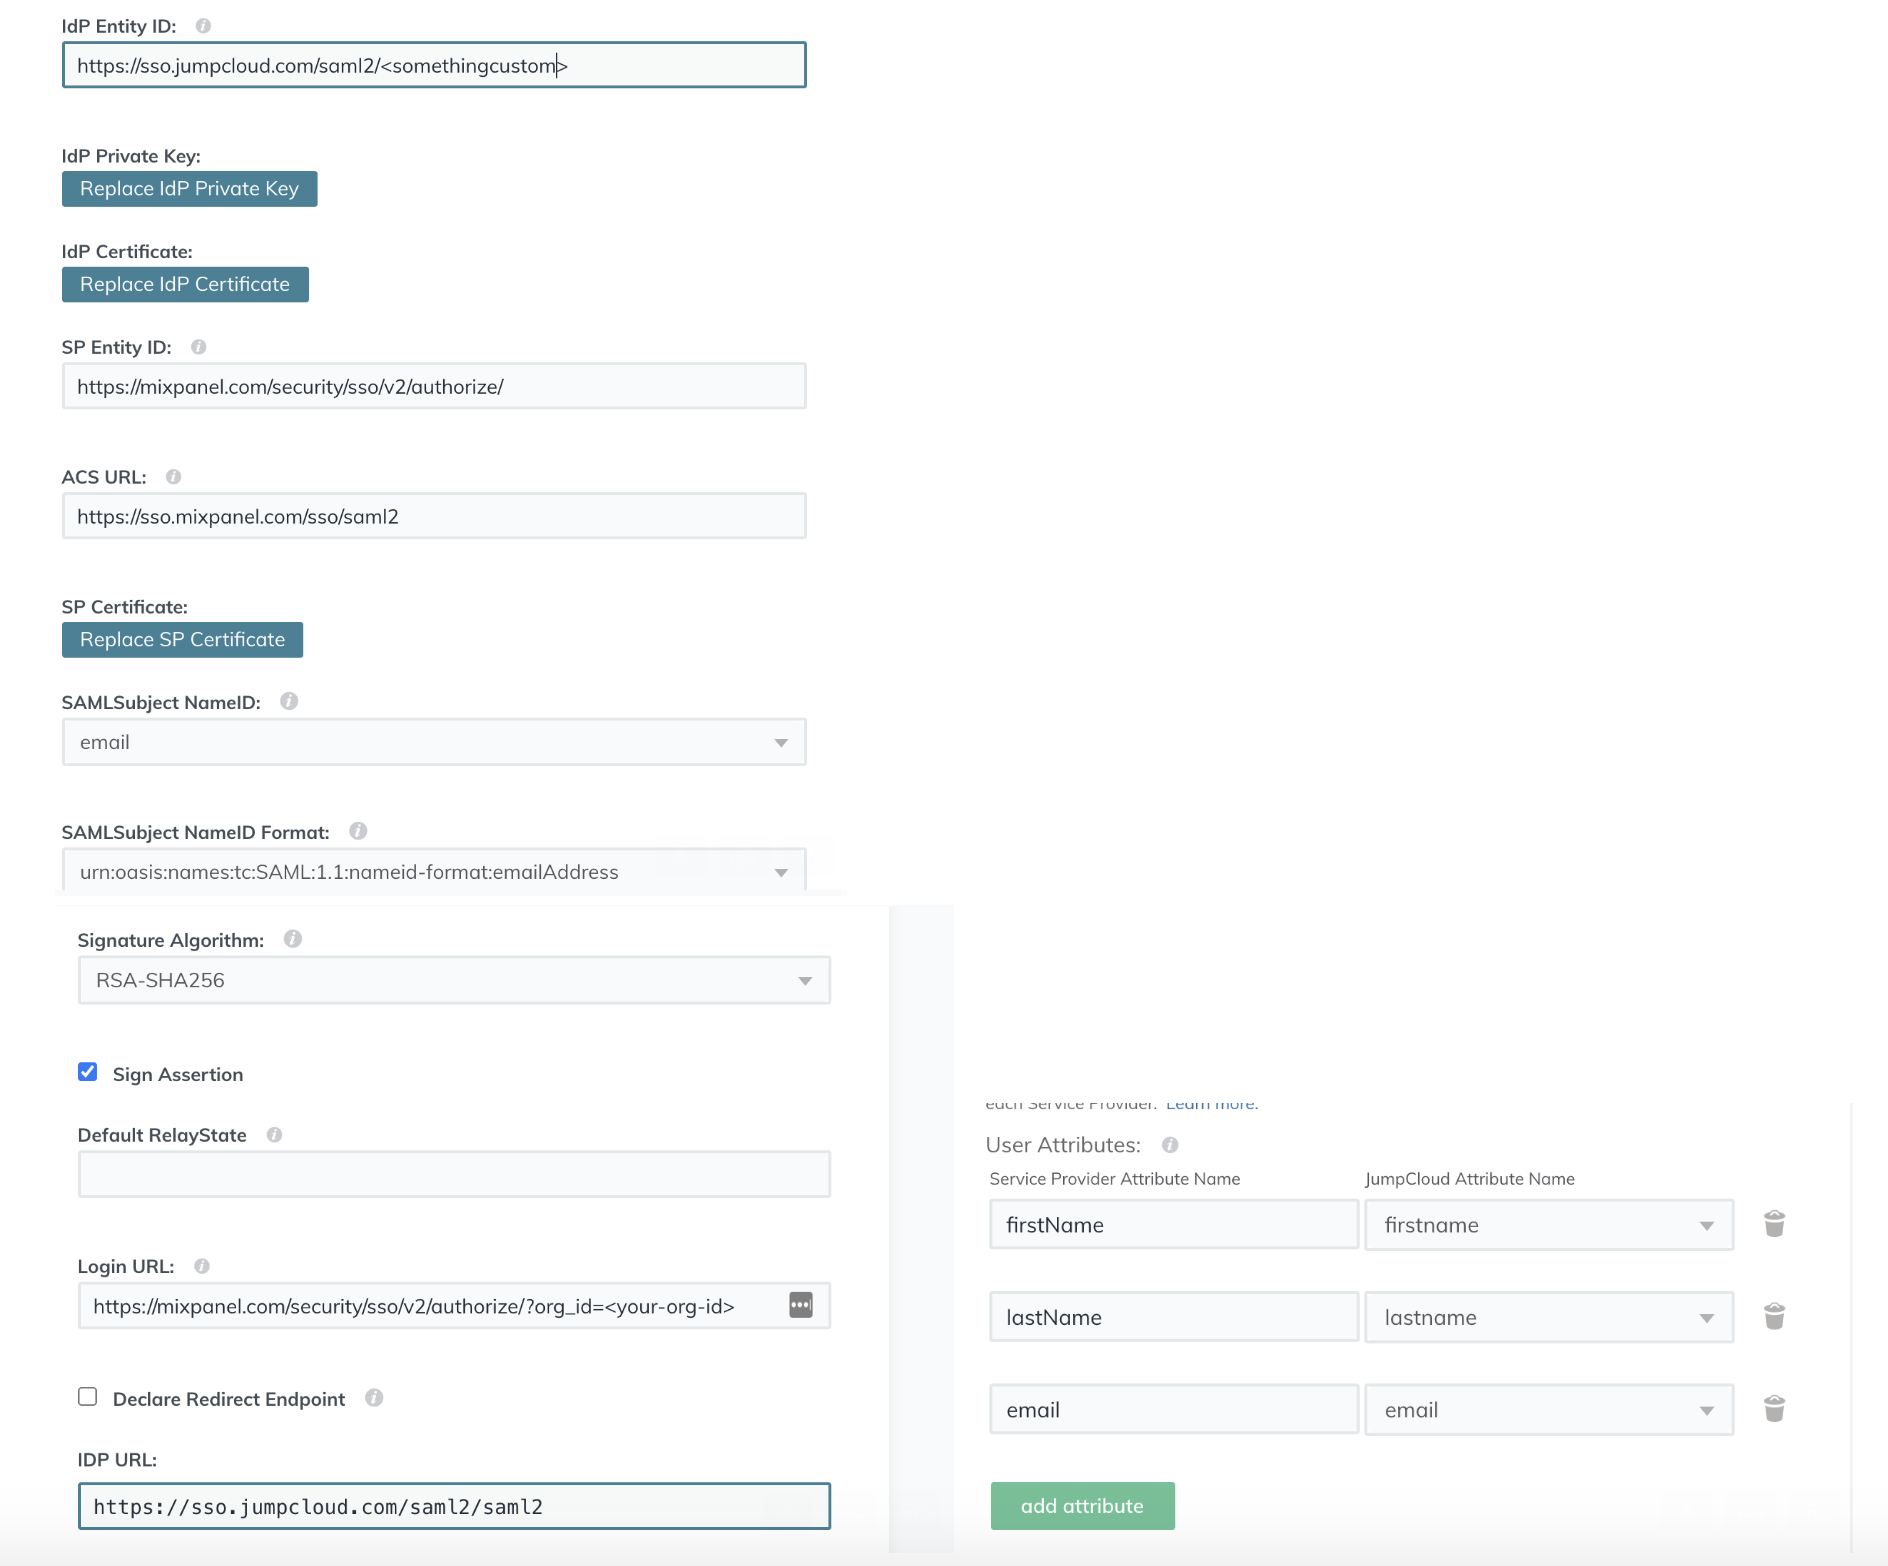 IdP Entity ID:
https://sso.jumpcloud.com/saml2/<somethingcustom>
IdP Private Key:
Replace IdP Private Key
IdP Certificate:
Replace IdP Certificate
SP Entity ID:
https://mixpanel.com/security/sso/v2/authorize/
ACS URL:
https://sso.mixpanel.com/sso/saml2
SP Certificate:
Replace SP Certificate
SAMLSubject NameID:
email
SAMLSubject NameID Format:
urn:oasis:names:tc:SAML:1.1:nameid-format:emailAddress
Signature Algorithm:
RSA-SHA256
Sign Assertion
Default RelayState
Login URL:
https://mixpanel.com/security/sso/v2/authorize/?org_id=<your-org-id>
Declare Redirect Endpoint
IDP URL:
https://sso.jumpcloud.com/saml2/saml2
each Service Provider. Learn more.
User Attributes:
Service Provider Attribute Name JumpCloud Attribute Name
firstName firstname
lastName lastname
email email
add attribute